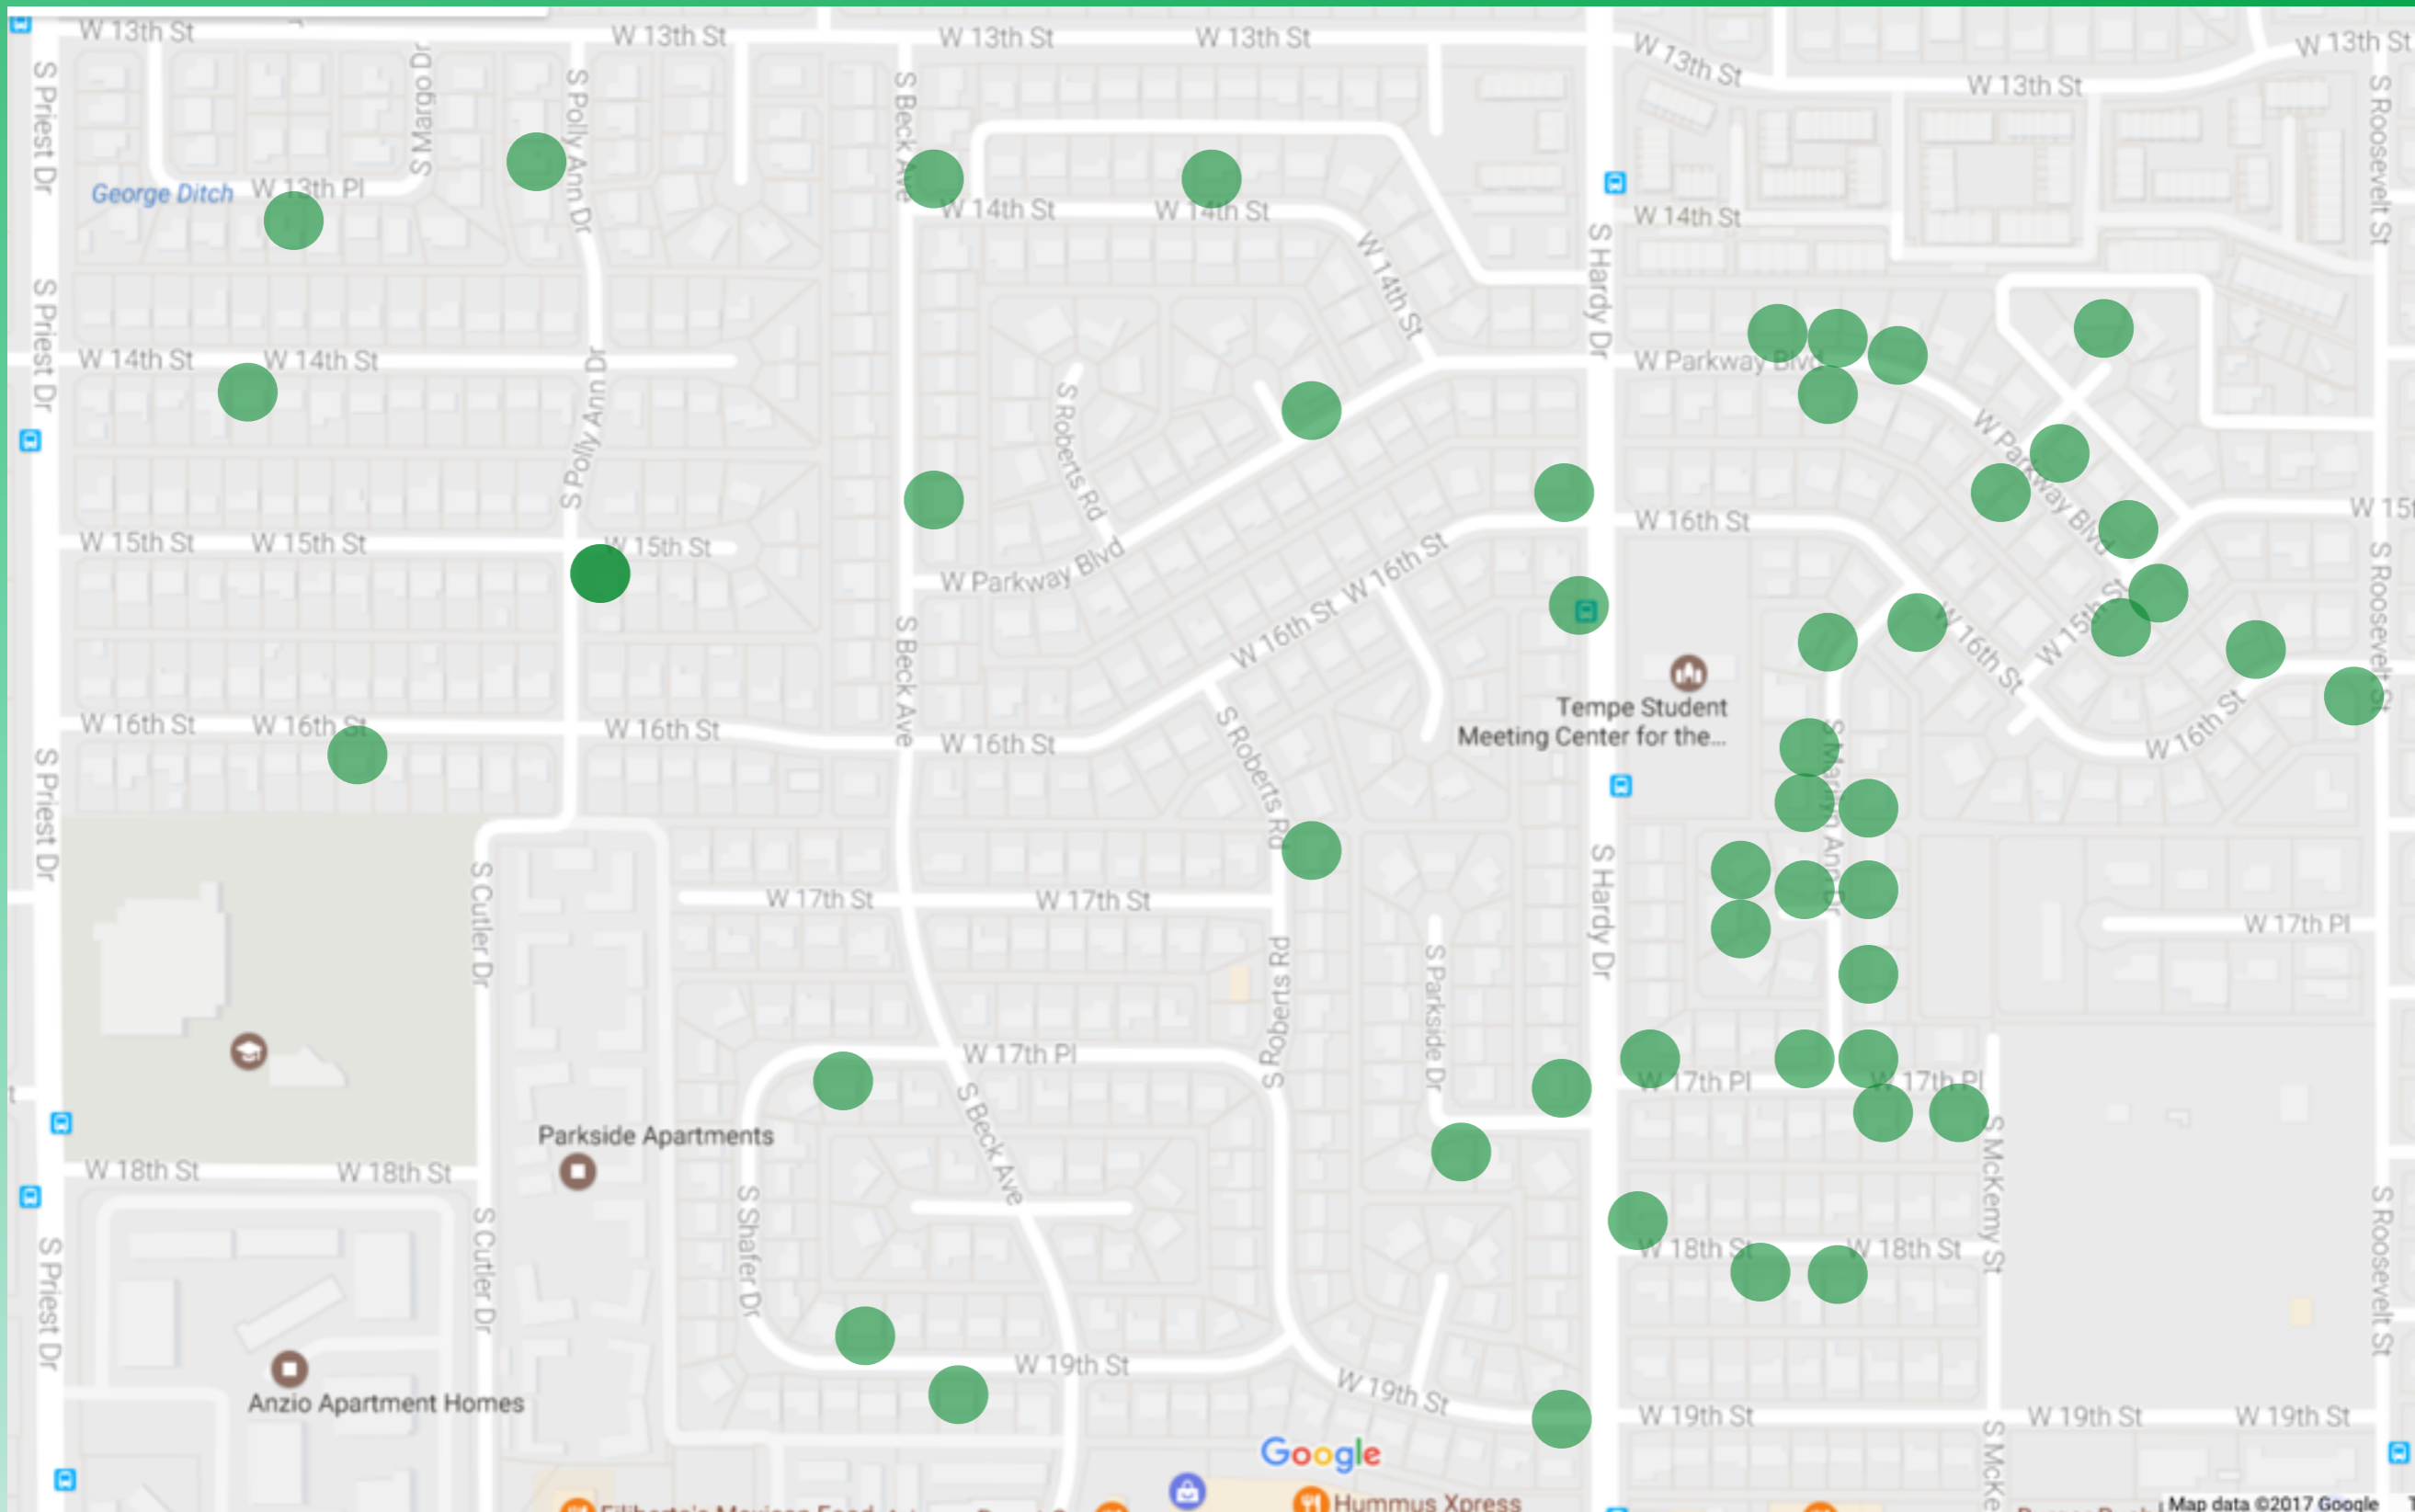 W 13th St
W 13th St
W 13th St
W 13th St
W 13th St
W 13th St
W 13th St
S Priest Dr
S Margo Dr
S Polly Ann Dr
S Beck Ave
S Roosevelt St
George Ditch
W 13th Pl
W 14th St
W 14th St
W 14th St
W 14th St
S Hardy Dr
S Priest Dr
W 14th St
W 14th St
S Polly Ann Dr
S Roberts Rd
W Parkway Blvd
W Parkway Blvd
W 15th St
W 15th St
W 15th St
W Parkway Blvd
W 16th St
W 16th St
W 16th St
S Roosevelt St
W 15th St
W 16th St
S Beck Ave
W 16th St
W 16th St
W 16th St
W 16th St
W 16th St
S Roberts Rd
Tempe Student
Meeting Center for the...
S Marilyn Ann Dr
S Priest Dr
S Cutler Dr
W 17th St
W 17th St
S Hardy Dr
W 17th Pl
S Roberts Rd
S Parkside Dr
W 17th Pl
S Beck Ave
W 17th Pl
W 17th Pl
Parkside Apartments
W 18th St
W 18th St
S Shafer Dr
S McKemy St
S Priest Dr
S Cutler Dr
W 18th St
W 18th St
S Roosevelt St
W 19th St
W 19th St
Anzio Apartment Homes
W 19th St
W 19th St
W 19th St
Google
Hummus Xpress
Map data ©2017 Google